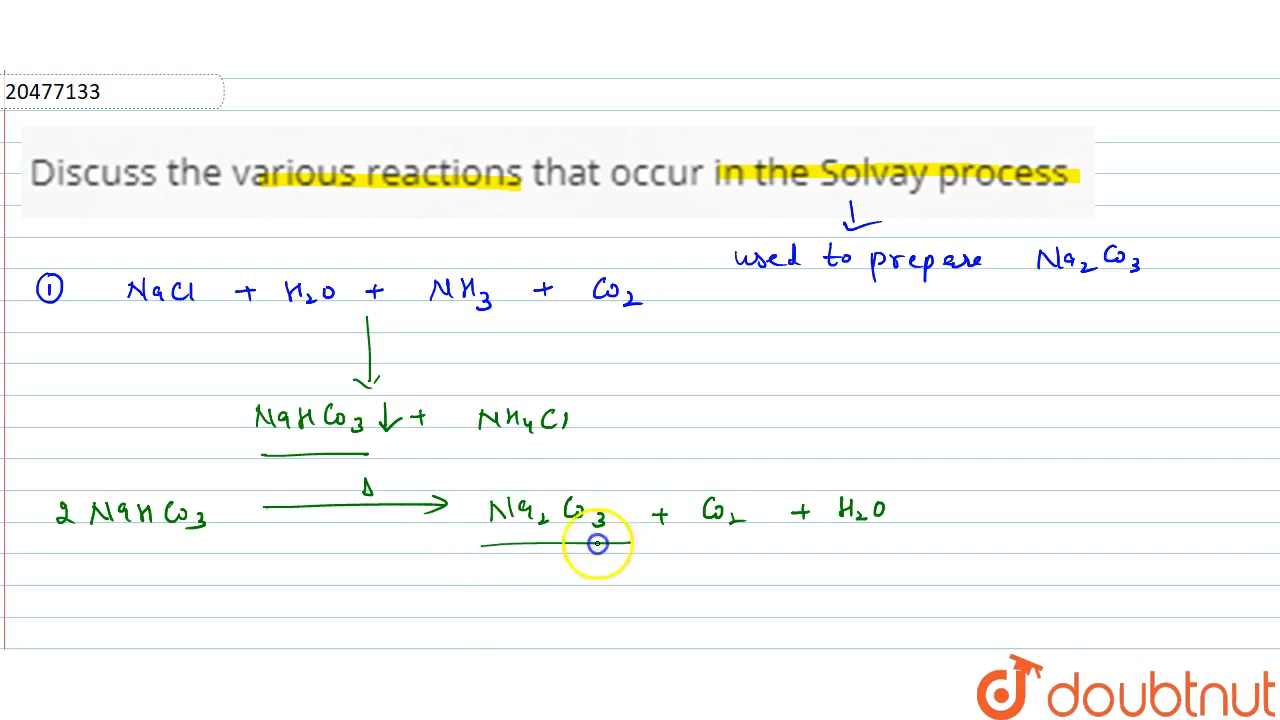 20477133
Discuss the various reactions that occur in the Solvay process
used to prepare Na₂CO₃
① NaCl + H₂O + NH₃ + CO₂
↓
NaHCO₃ ↓ + NH₄Cl
Δ
2 NaHCO₃ ⟶ Na₂CO₃ + CO₂ + H₂O
doubtnut